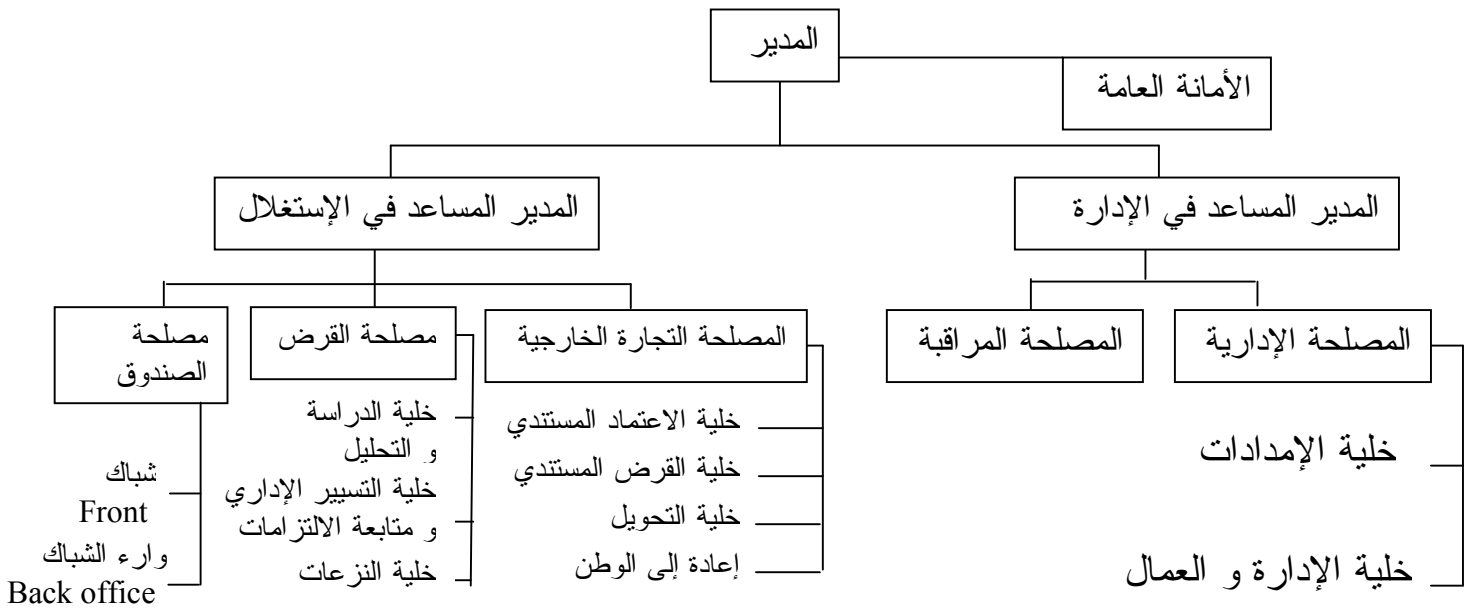 المدير
الأمانة العامة
المدير المساعد في الإدارة
المدير المساعد في الإستغلال
المصلحة الإدارية
المصلحة المراقبة
المصلحة التجارة الخارجية
مصلحة القرض
مصلحة
الصندوق
خلية الإمدادات
خلية الإدارة و العمال
خلية الاعتماد المستندي
خلية القرض المستندي
خلية التحويل
إعادة إلى الوطن
خلية الدراسة
و التحليل
خلية التسيير الإداري
و متابعة الالتزامات
خلية النزعات
شباك
Front
وارء الشباك
Back office